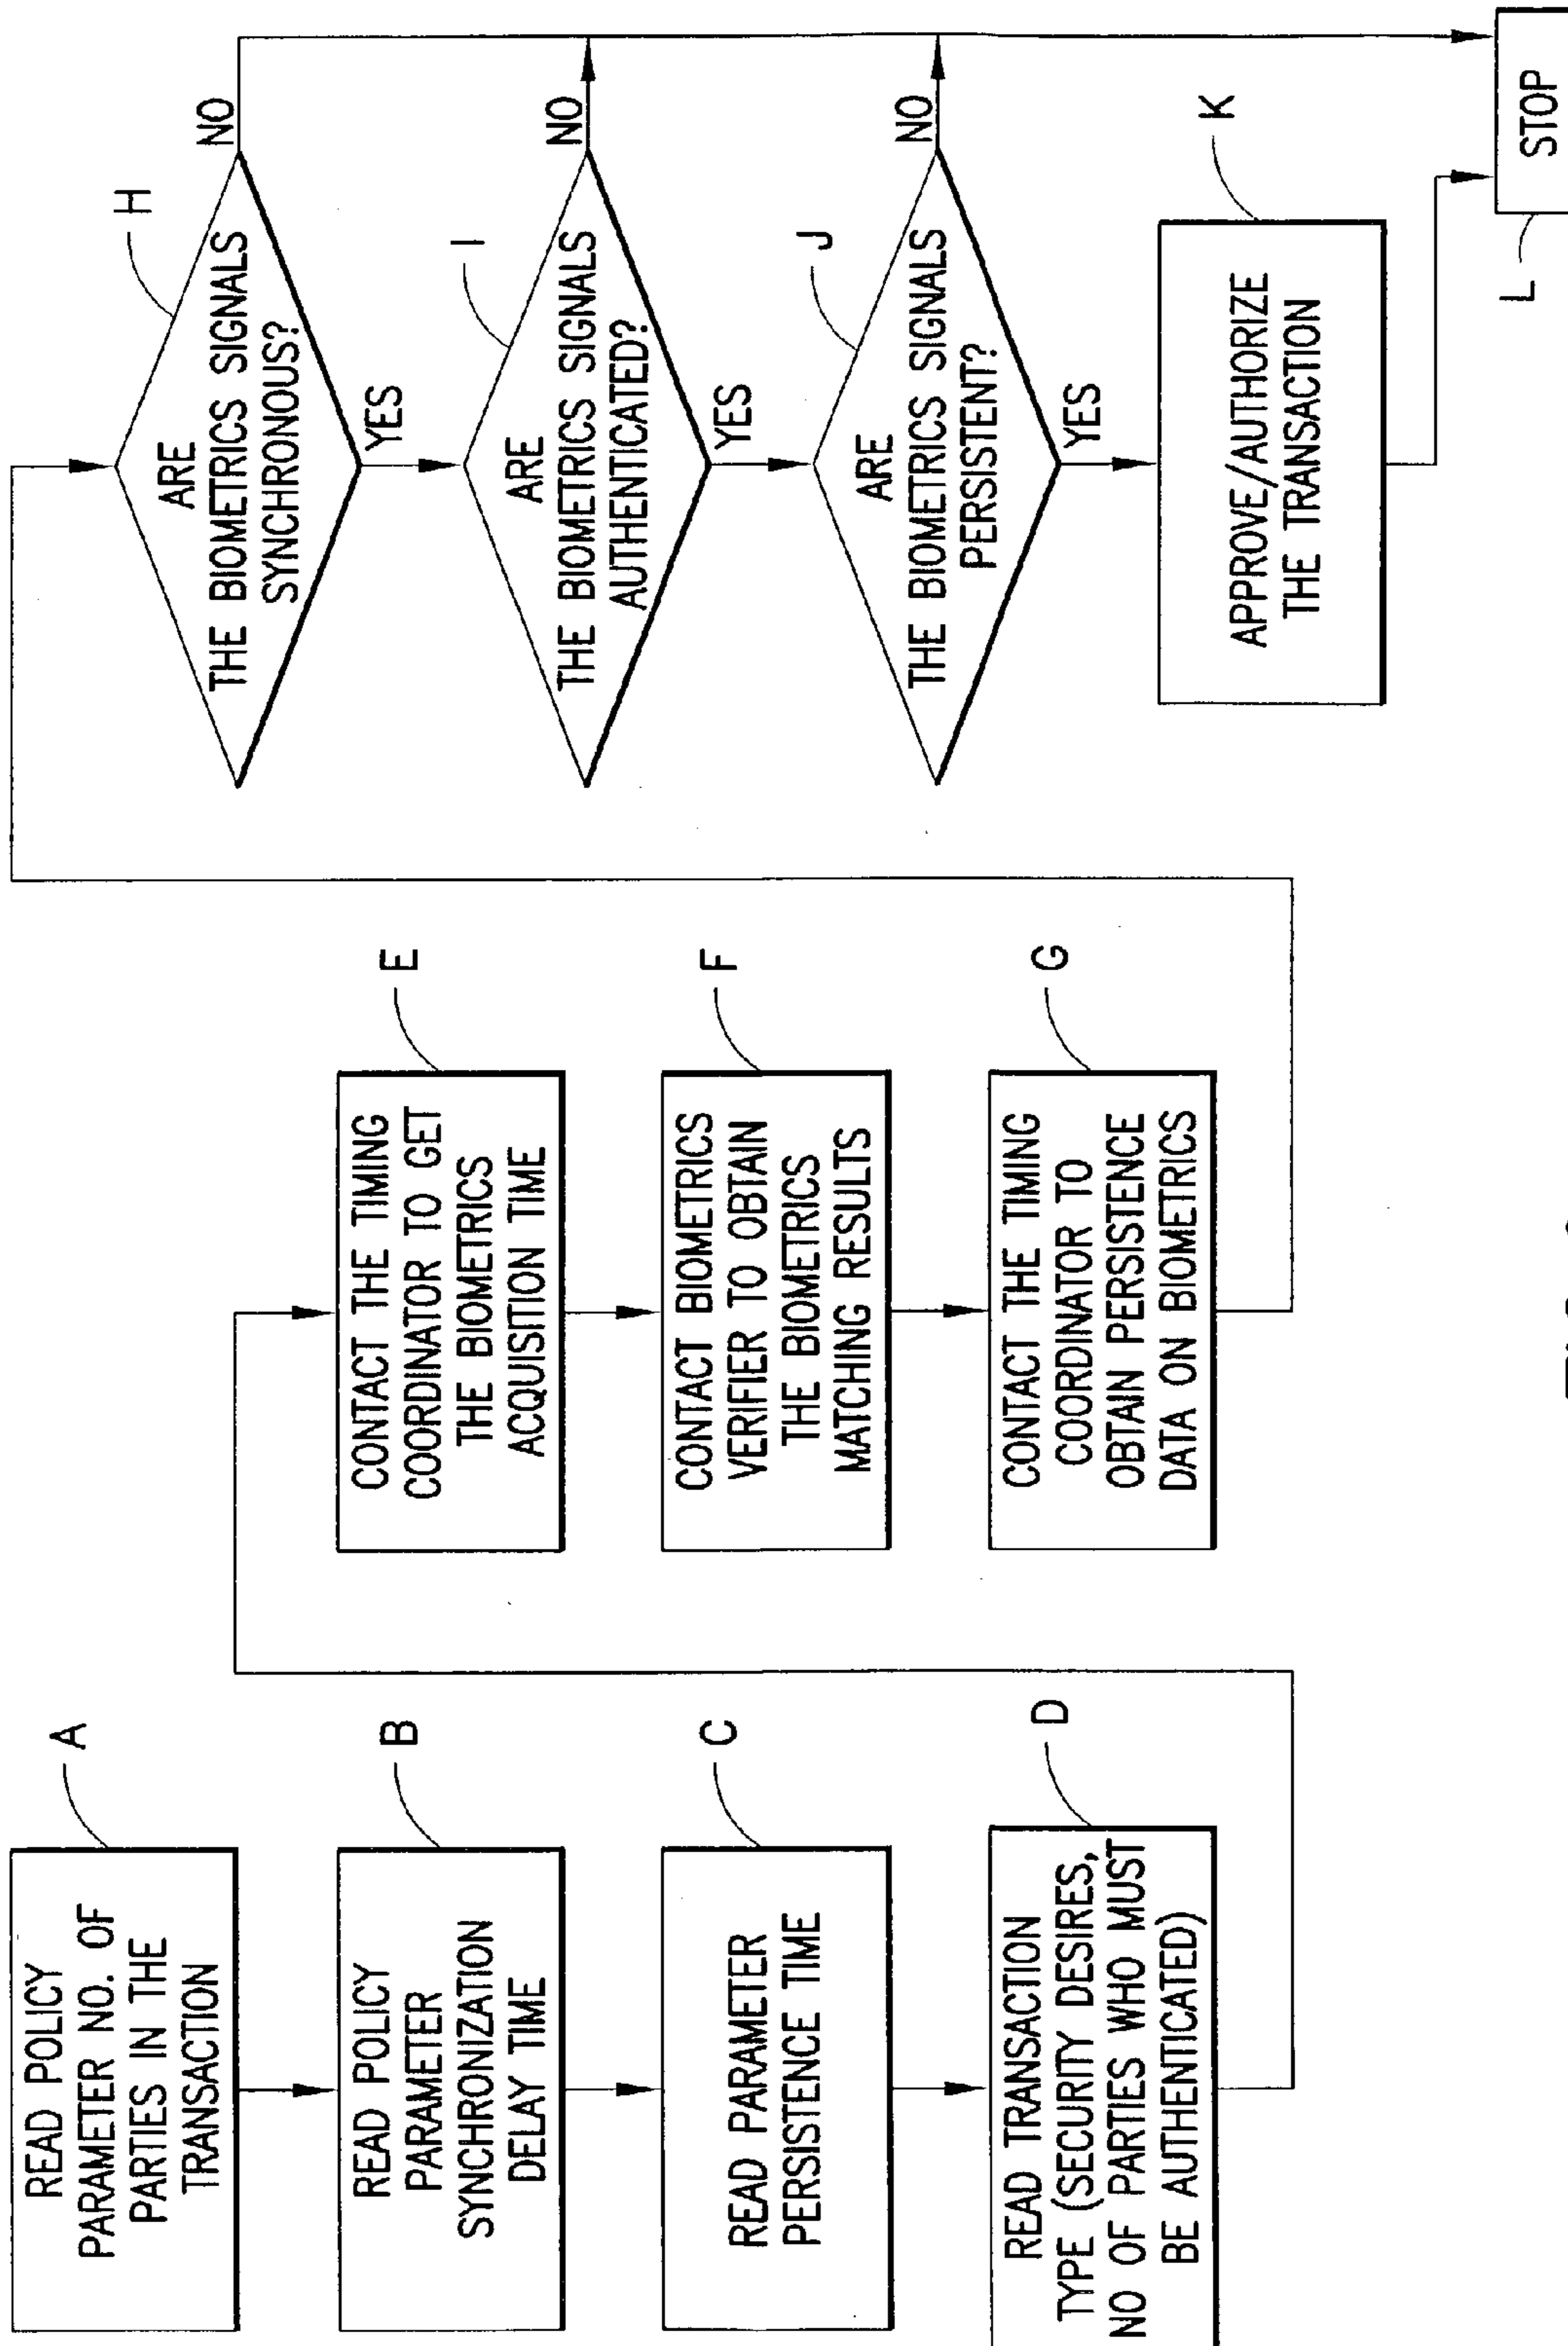 READ POLICY
PARAMETER NO. OF
PARTIES IN THE
TRANSACTION
A
READ POLICY
PARAMETER
SYNCHRONIZATION
DELAY TIME
B
READ PARAMETER
PERSISTENCE TIME
C
READ TRANSACTION
TYPE (SECURITY DESIRES,
NO OF PARTIES WHO MUST
BE AUTHENTICATED)
D
CONTACT THE TIMING
COORDINATOR TO GET
THE BIOMETRICS
ACQUISITION TIME
E
CONTACT BIOMETRICS
VERIFIER TO OBTAIN
THE BIOMETRICS
MATCHING RESULTS
F
CONTACT THE TIMING
COORDINATOR TO
OBTAIN PERSISTENCE
DATA ON BIOMETRICS
G
ARE
THE BIOMETRICS SIGNALS
SYNCHRONOUS?
H
NO
YES
ARE
THE BIOMETRICS SIGNALS
AUTHENTICATED?
I
NO
YES
ARE
THE BIOMETRICS SIGNALS
PERSISTENT?
J
NO
YES
APPROVE/AUTHORIZE
THE TRANSACTION
K
STOP
L